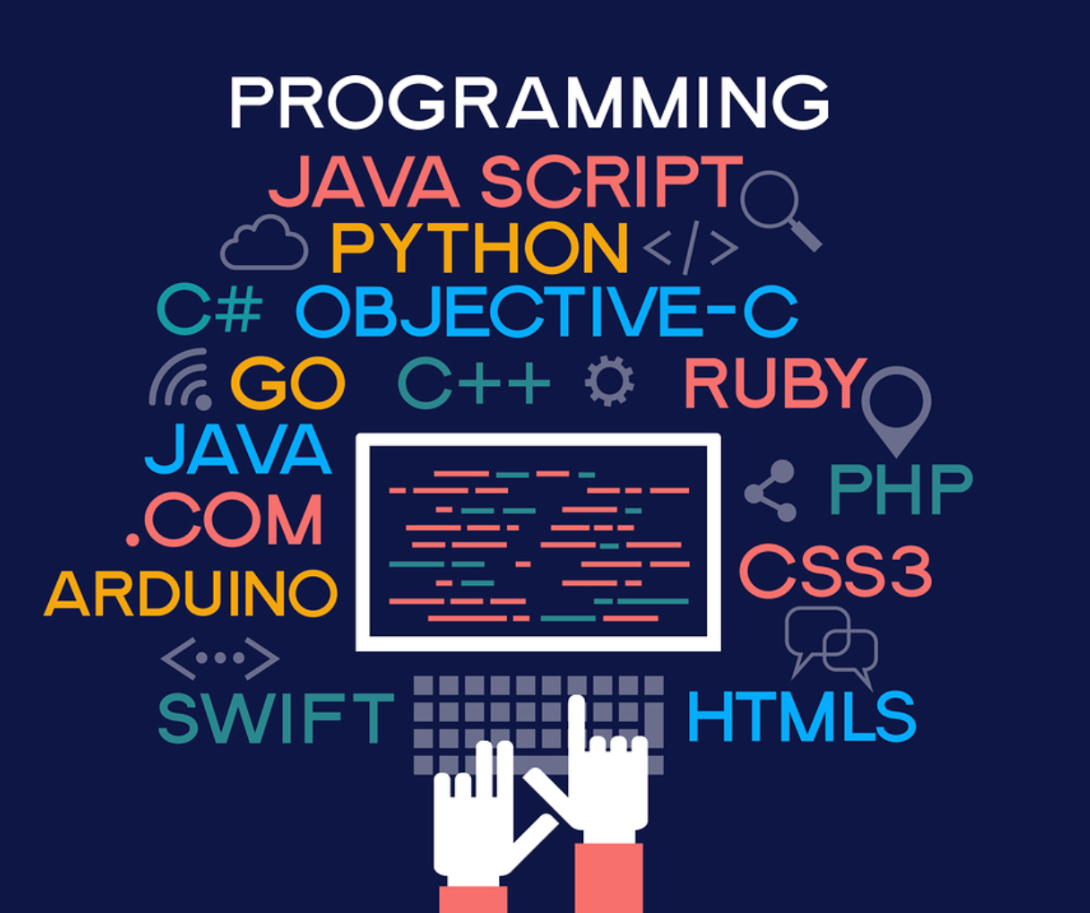 PROGRAMMING
JAVA SCRIPT
PYTHON </>
C# OBJECTIVE-C
GO C++ RUBY
JAVA
PHP
.COM
CSS3
ARDUINO
SWIFT HTMLS